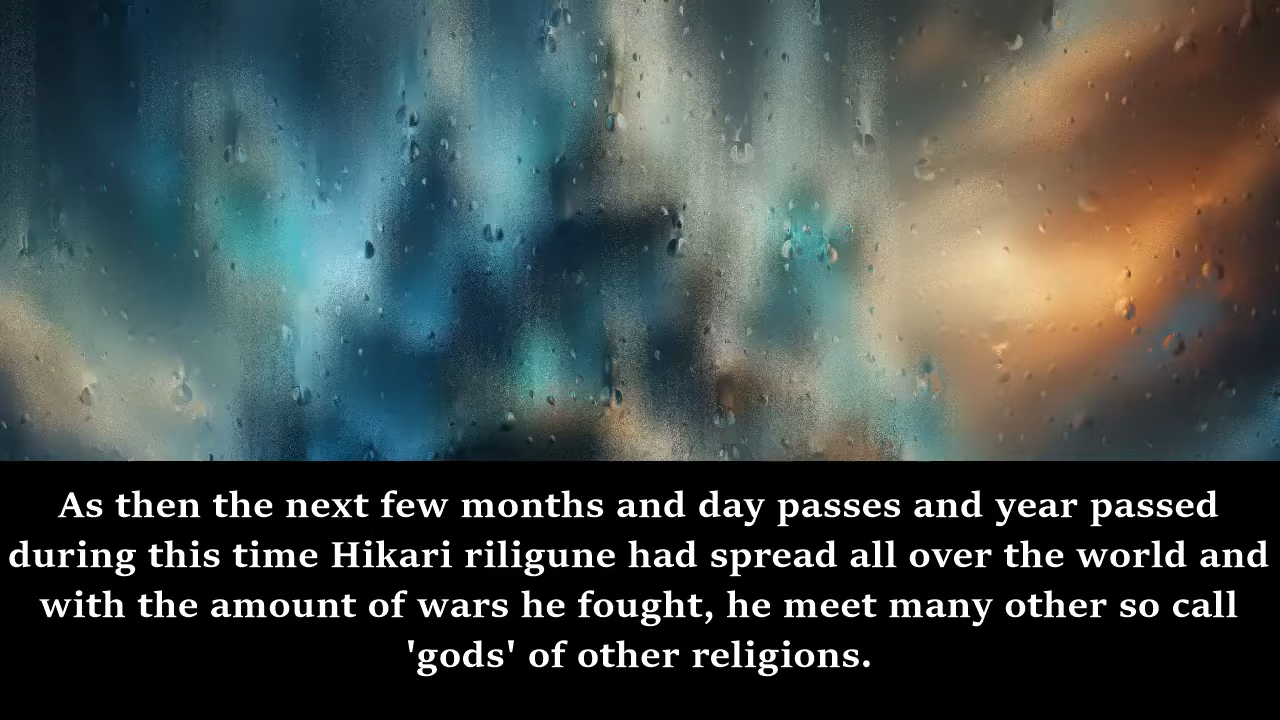 As then the next few months and day passes and year passed
during this time Hikari riligune had spread all over the world and
with the amount of wars he fought, he meet many other so call
'gods' of other religions.